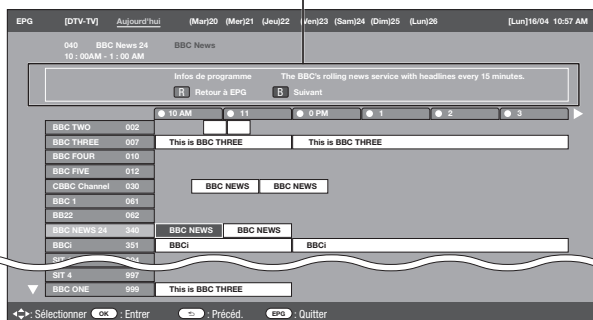 EPG [DTV-TV] Aujourd'hui (Mar)20 (Mer)21 (Jeu)22 (Ven)23 (Sam)24 (Dim)25 (Lun)26 [Lun]16/04 10:57 AM
040 BBC News 24 BBC News
10 : 00AM - 1 : 00 AM
Infos de programme The BBC's rolling news service with headlines every 15 minutes.
R Retour à EPG B Suivant
10 AM 11 0 PM 1 2 3
BBC TWO 002
BBC THREE 007 This is BBC THREE This is BBC THREE
BBC FOUR 010
BBC FIVE 012
CBBC Channel 030 BBC NEWS BBC NEWS
BBC 1 061
BB22 062
BBC NEWS 24 340 BBC NEWS BBC NEWS
BBCi 351 BBCi BBCi
SIT 4 997
BBC ONE 999 This is BBC THREE
: Sélectionner OK : Entrer : Précéd. EPG : Quitter